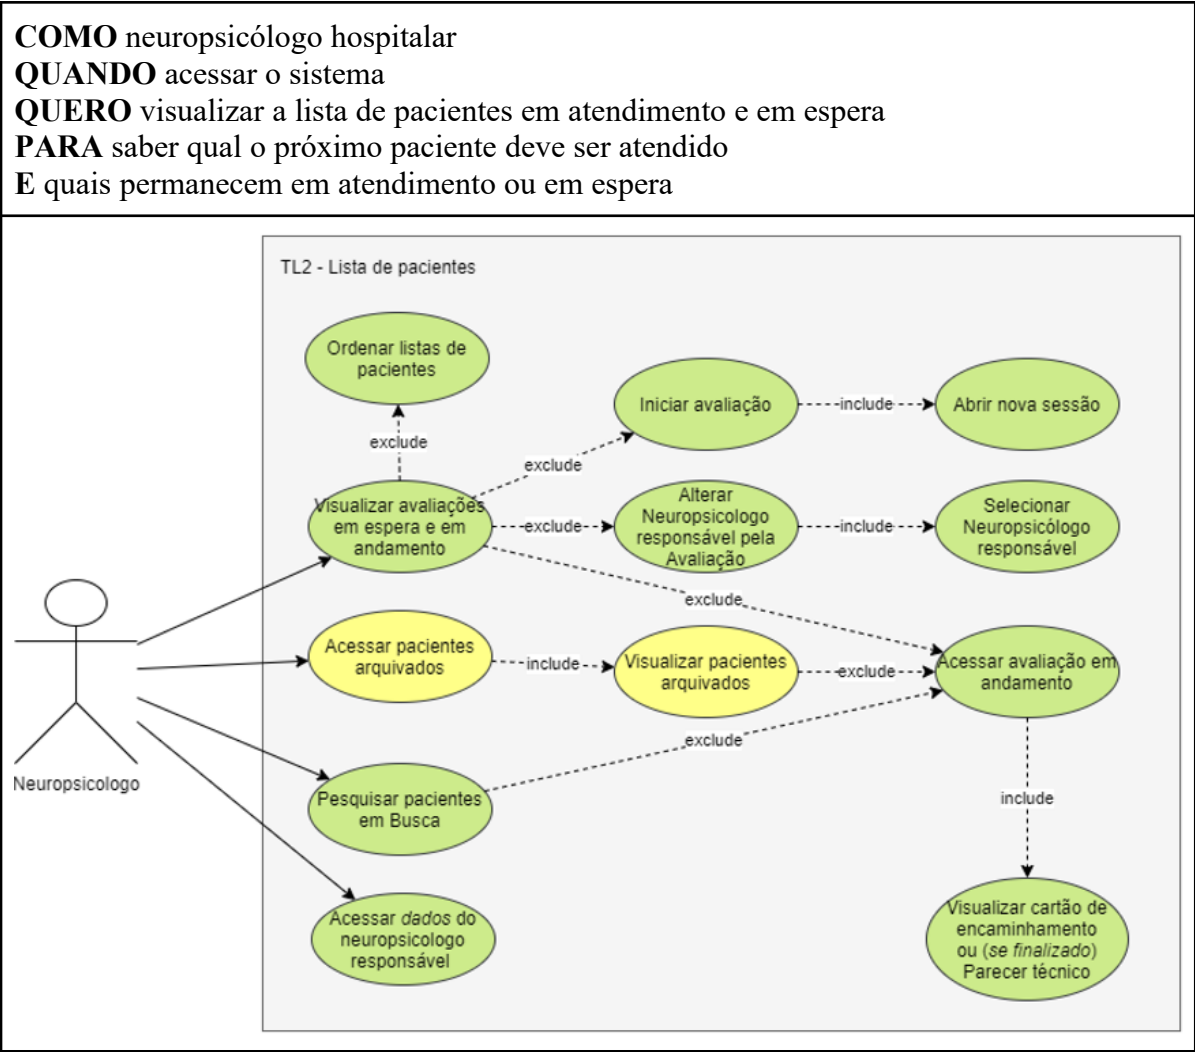 COMO neuropsicólogo hospitalar
QUANDO acessar o sistema
QUERO visualizar a lista de pacientes em atendimento e em espera
PARA saber qual o próximo paciente deve ser atendido
E quais permanecem em atendimento ou em espera
TL2 - Lista de pacientes
Ordenar listas de
pacientes
exclude
Iniciar avaliação
include
Abrir nova sessão
exclude
Visualizar avaliações
em espera e em
andamento
exclude
Alterar
Neuropsicologo
responsável pela
Avaliação
include
Selecionar
Neuropsicólogo
responsável
exclude
Neuropsicologo
Acessar pacientes
arquivados
include
Visualizar pacientes
arquivados
exclude
Acessar avaliação em
andamento
exclude
Pesquisar pacientes
em Busca
include
Acessar dados do
neuropsicologo
responsável
Visualizar cartão de
encaminhamento
ou (se finalizado)
Parecer técnico